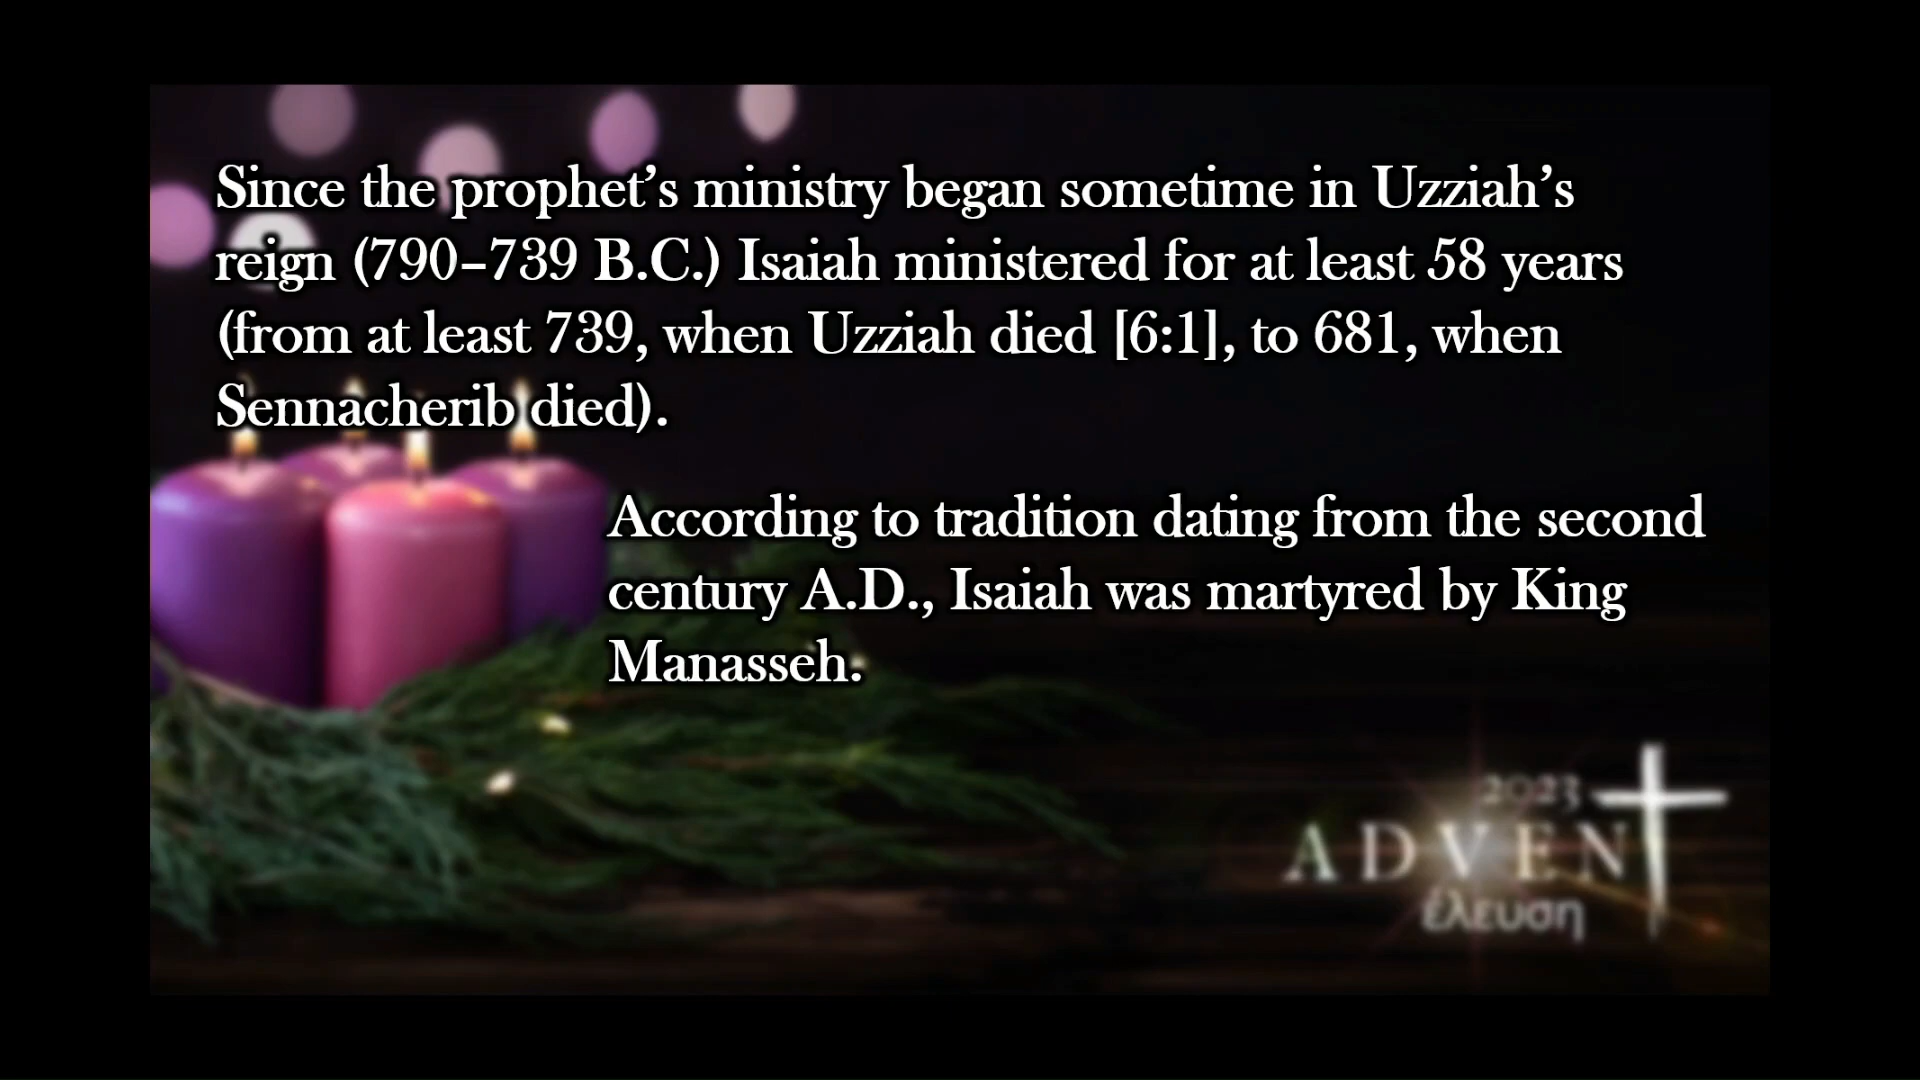 Since the prophet’s ministry began sometime in Uzziah’s
reign (790–739 B.C.) Isaiah ministered for at least 58 years
(from at least 739, when Uzziah died [6:1], to 681, when
Sennacherib died).
According to tradition dating from the second
century A.D., Isaiah was martyred by King
Manasseh.
2023
ADVENT
έλευση